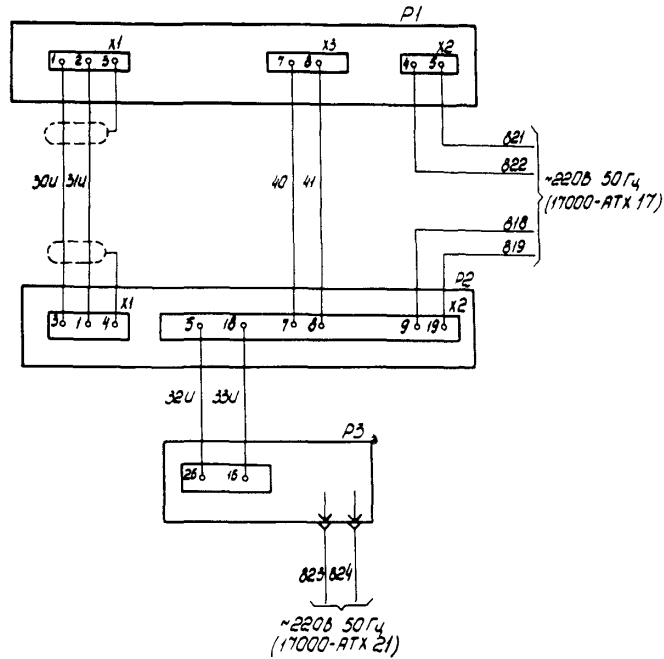 P1
X1
X3
X2
1 2 3
7 8
4 5
821
822
30И 31И
40 41
~220В 50Гц
(17000-АТХ 17)
818
819
P2
X1
X2
3 1 4
5 18 7 8 9 19
32И 33И
P3
2б 1б
823 824
~220В 50Гц
(17000-АТХ 21)